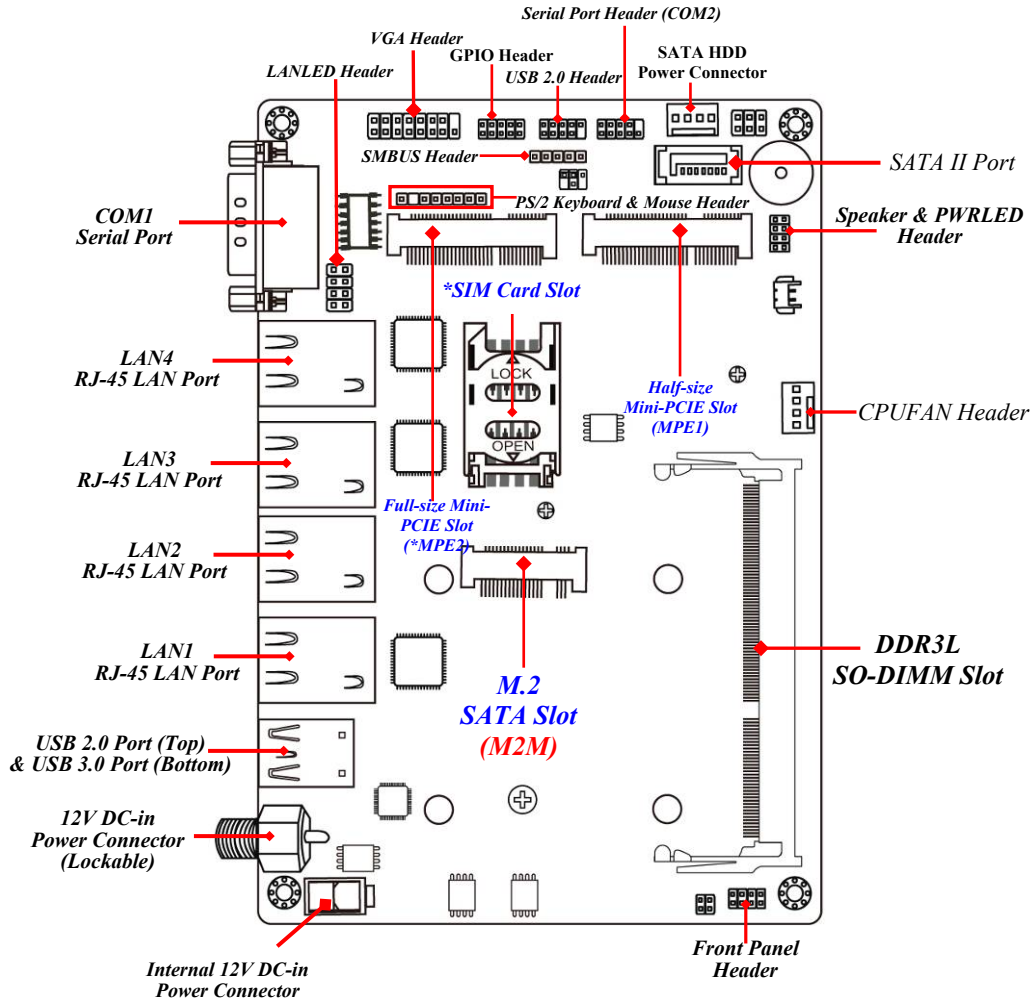 Serial Port Header (COM2)
VGA Header
GPIO Header
SATA HDD
Power Connector
LANLED Header
USB 2.0 Header
SMBUS Header
SATA II Port
PS/2 Keyboard & Mouse Header
COM1
Serial Port
Speaker & PWRLED
Header
*SIM Card Slot
LAN4
RJ-45 LAN Port
LOCK
OPEN
Half-size
Mini-PCIE Slot
(MPE1)
CPUFAN Header
LAN3
RJ-45 LAN Port
Full-size Mini-
PCIE Slot
(*MPE2)
LAN2
RJ-45 LAN Port
LAN1
RJ-45 LAN Port
DDR3L
SO-DIMM Slot
M.2
SATA Slot
(M2M)
USB 2.0 Port (Top)
& USB 3.0 Port (Bottom)
12V DC-in
Power Connector
(Lockable)
Front Panel
Header
Internal 12V DC-in
Power Connector